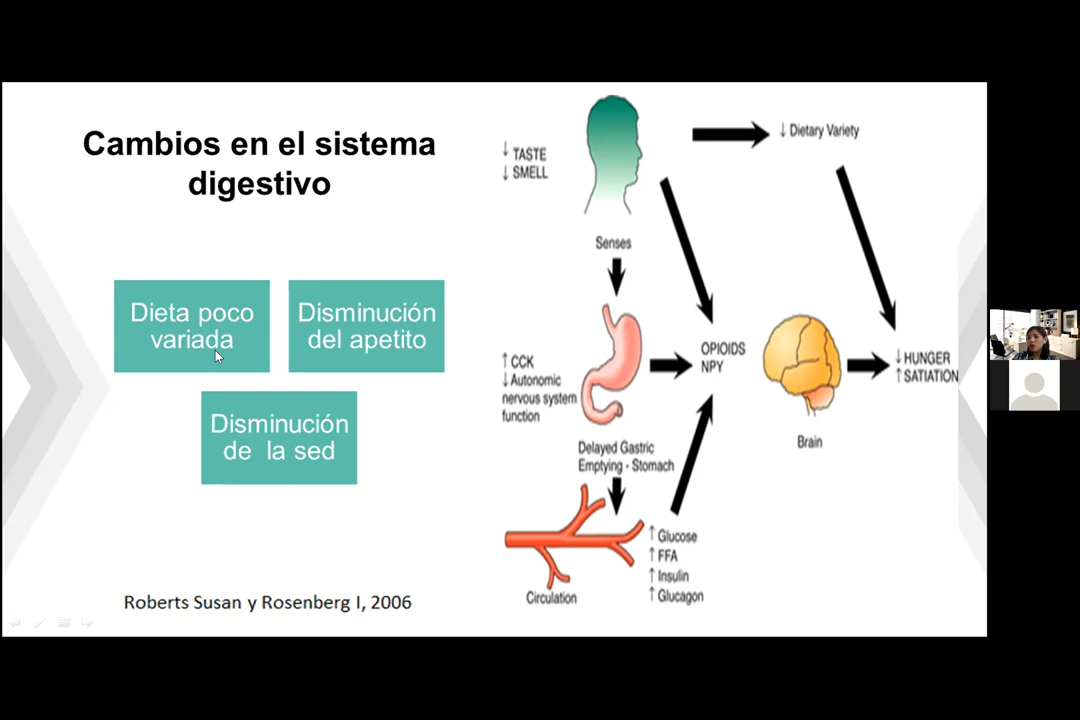 Cambios en el sistema
digestivo
Dieta poco
variada
Disminución
del apetito
Disminución
de la sed
Roberts Susan y Rosenberg I, 2006
↓ TASTE
↓ SMELL
↓ Dietary Variety
Senses
↑ CCK
↓ Autonomic
nervous system
function
OPIOIDS
NPY
↓ HUNGER
↑ SATIATION
Brain
Delayed Gastric
Emptying - Stomach
↑ Glucose
↑ FFA
↑ Insulin
↑ Glucagon
Circulation